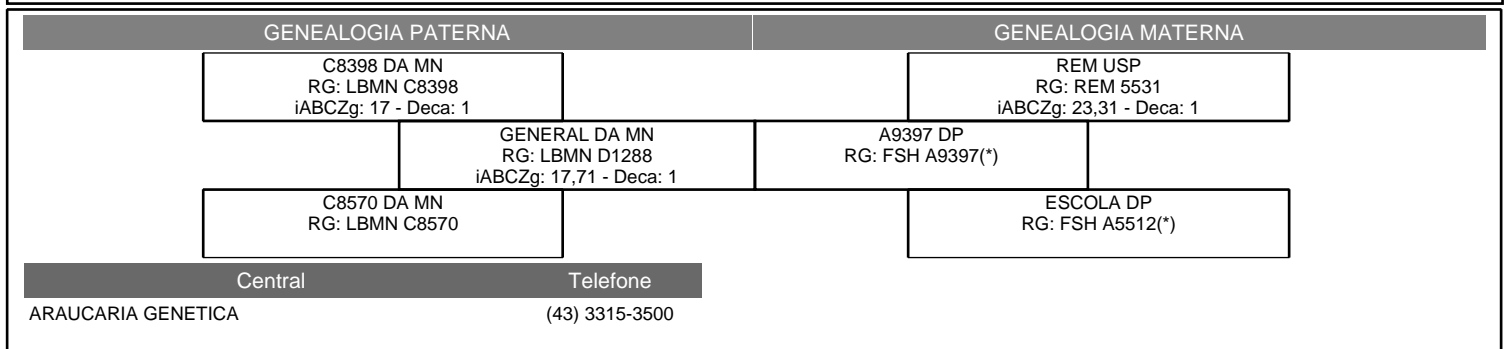 GENEALOGIA PATERNA
GENEALOGIA MATERNA
C8398 DA MN
RG: LBMN C8398
iABCZg: 17 - Deca: 1
REM USP
RG: REM 5531
iABCZg: 23,31 - Deca: 1
GENERAL DA MN
RG: LBMN D1288
iABCZg: 17,71 - Deca: 1
A9397 DP
RG: FSH A9397(*)
C8570 DA MN
RG: LBMN C8570
ESCOLA DP
RG: FSH A5512(*)
Central Telefone
ARAUCARIA GENETICA (43) 3315-3500